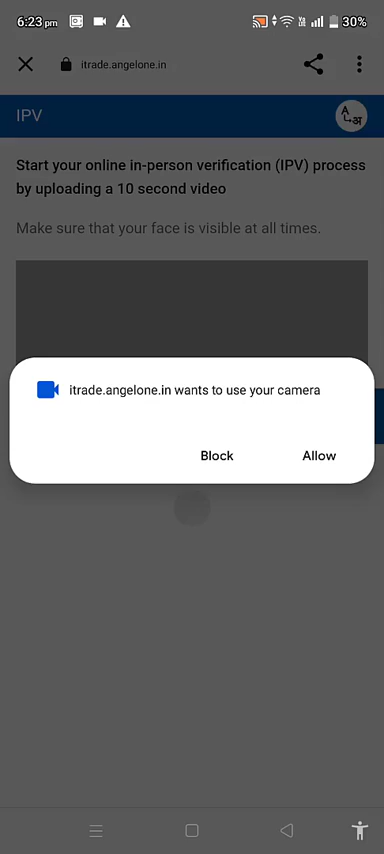 6:23 pm 30%
itrade.angelone.in
IPV
A अ
Start your online in-person verification (IPV) process
by uploading a 10 second video
Make sure that your face is visible at all times.
itrade.angelone.in wants to use your camera
Block Allow